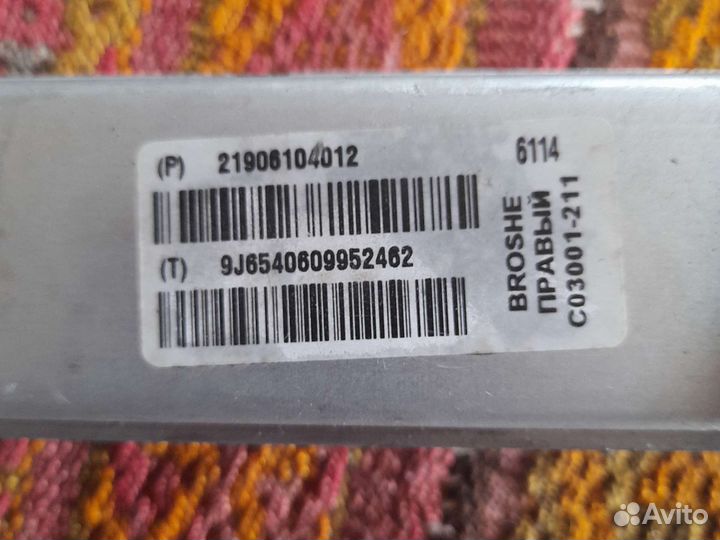 (P) 21906104012
6114
(T) 9J6540609952462
BROSHE
ПРАВЫЙ
C03001-211
Avito